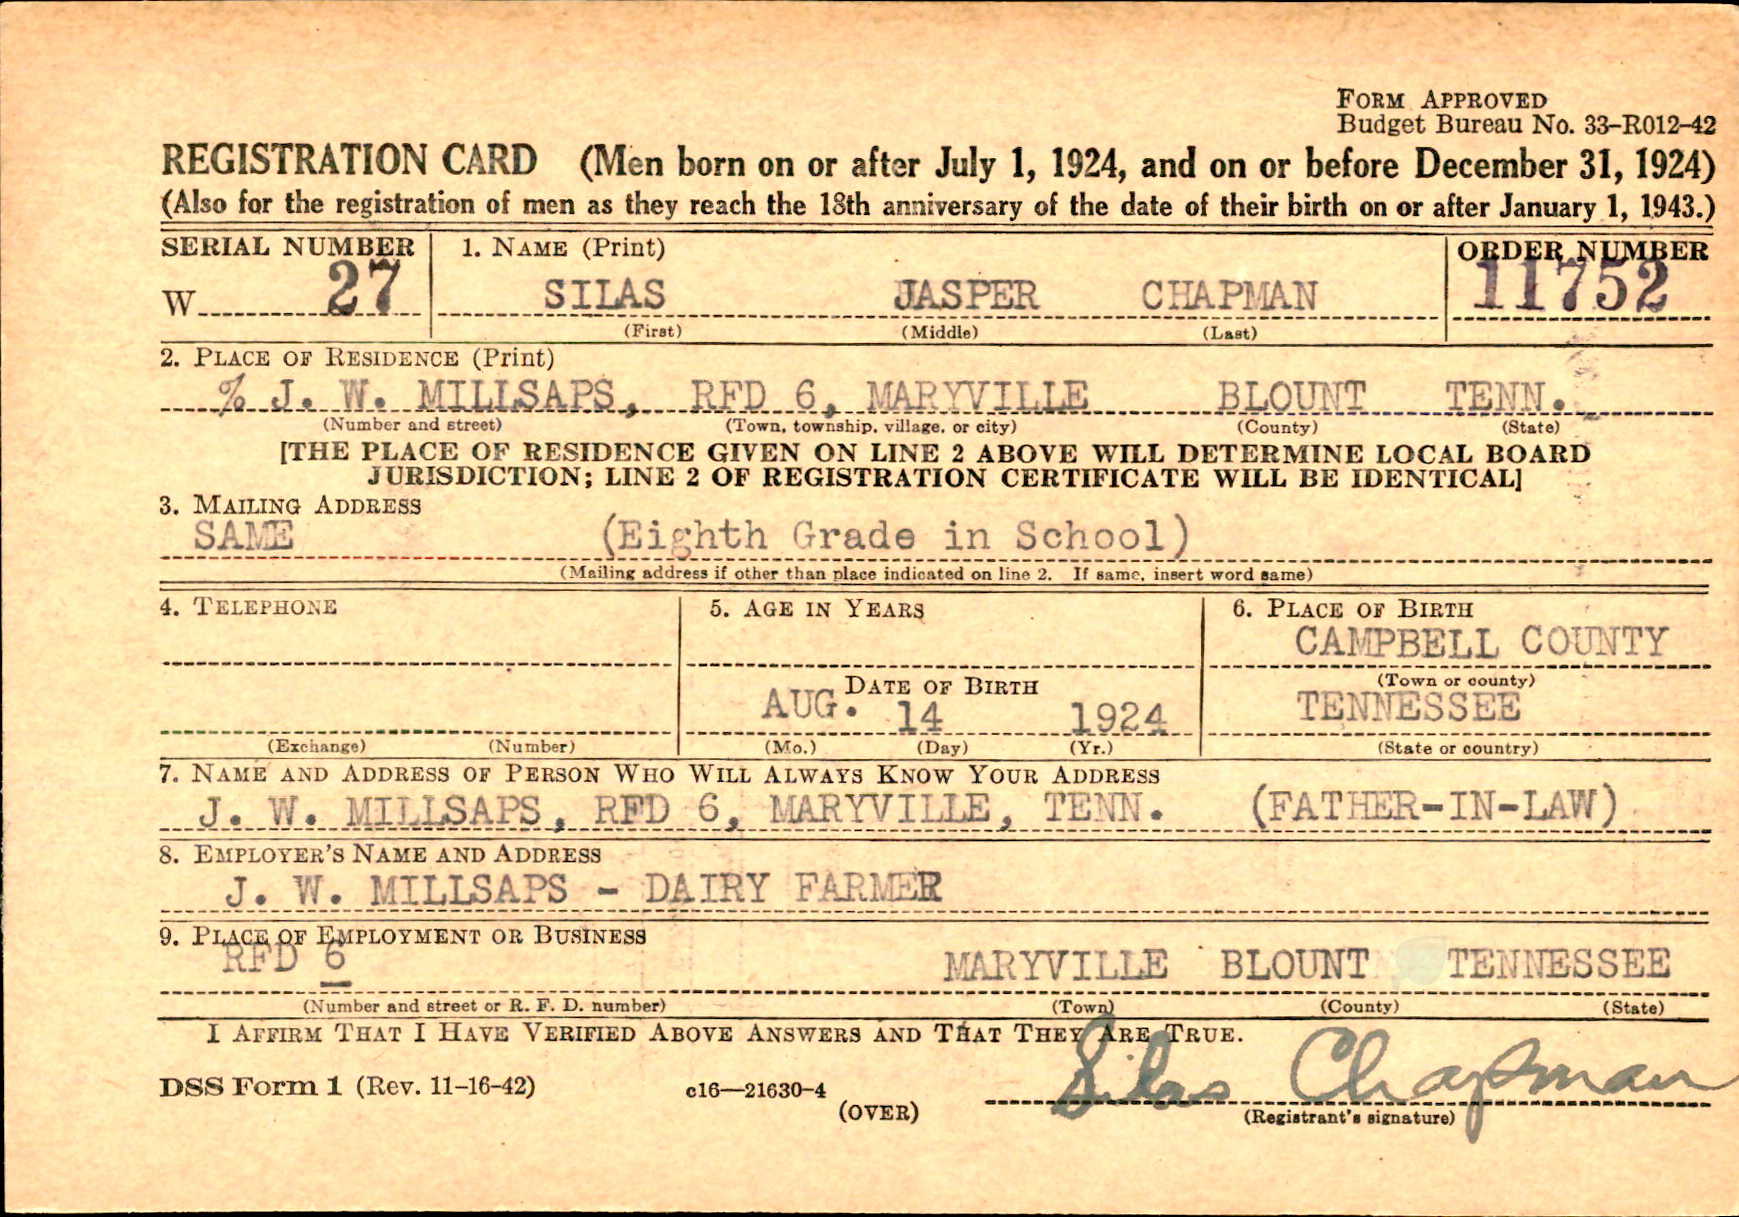 FORM APPROVED
Budget Bureau No. 33-R012-42
REGISTRATION CARD (Men born on or after July 1, 1924, and on or before December 31, 1924)
(Also for the registration of men as they reach the 18th anniversary of the date of their birth on or after January 1, 1943.)
SERIAL NUMBER 1. NAME (Print) ORDER NUMBER
W 27 SILAS JASPER CHAPMAN 11752
(First) (Middle) (Last)
2. PLACE OF RESIDENCE (Print)
% J. W. MILLSAPS, RFD 6, MARYVILLE BLOUNT TENN.
(Number and street) (Town, township, village, or city) (County) (State)
[THE PLACE OF RESIDENCE GIVEN ON LINE 2 ABOVE WILL DETERMINE LOCAL BOARD
JURISDICTION; LINE 2 OF REGISTRATION CERTIFICATE WILL BE IDENTICAL]
3. MAILING ADDRESS
SAME (Eighth Grade in School)
(Mailing address if other than place indicated on line 2. If same, insert word same)
4. TELEPHONE 5. AGE IN YEARS 6. PLACE OF BIRTH
CAMPBELL COUNTY
(Town or county)
DATE OF BIRTH
AUG. 14 1924 TENNESSEE
(Exchange) (Number) (Mo.) (Day) (Yr.) (State or country)
7. NAME AND ADDRESS OF PERSON WHO WILL ALWAYS KNOW YOUR ADDRESS
J. W. MILLSAPS, RFD 6, MARYVILLE, TENN. (FATHER-IN-LAW)
8. EMPLOYER'S NAME AND ADDRESS
J. W. MILLSAPS - DAIRY FARMER
9. PLACE OF EMPLOYMENT OR BUSINESS
RFD 6 MARYVILLE BLOUNT TENNESSEE
(Number and street or R. F. D. number) (Town) (County) (State)
I AFFIRM THAT I HAVE VERIFIED ABOVE ANSWERS AND THAT THEY ARE TRUE.
DSS Form 1 (Rev. 11-16-42) c16—21630-4 Silas Chapman
(OVER) (Registrant's signature)